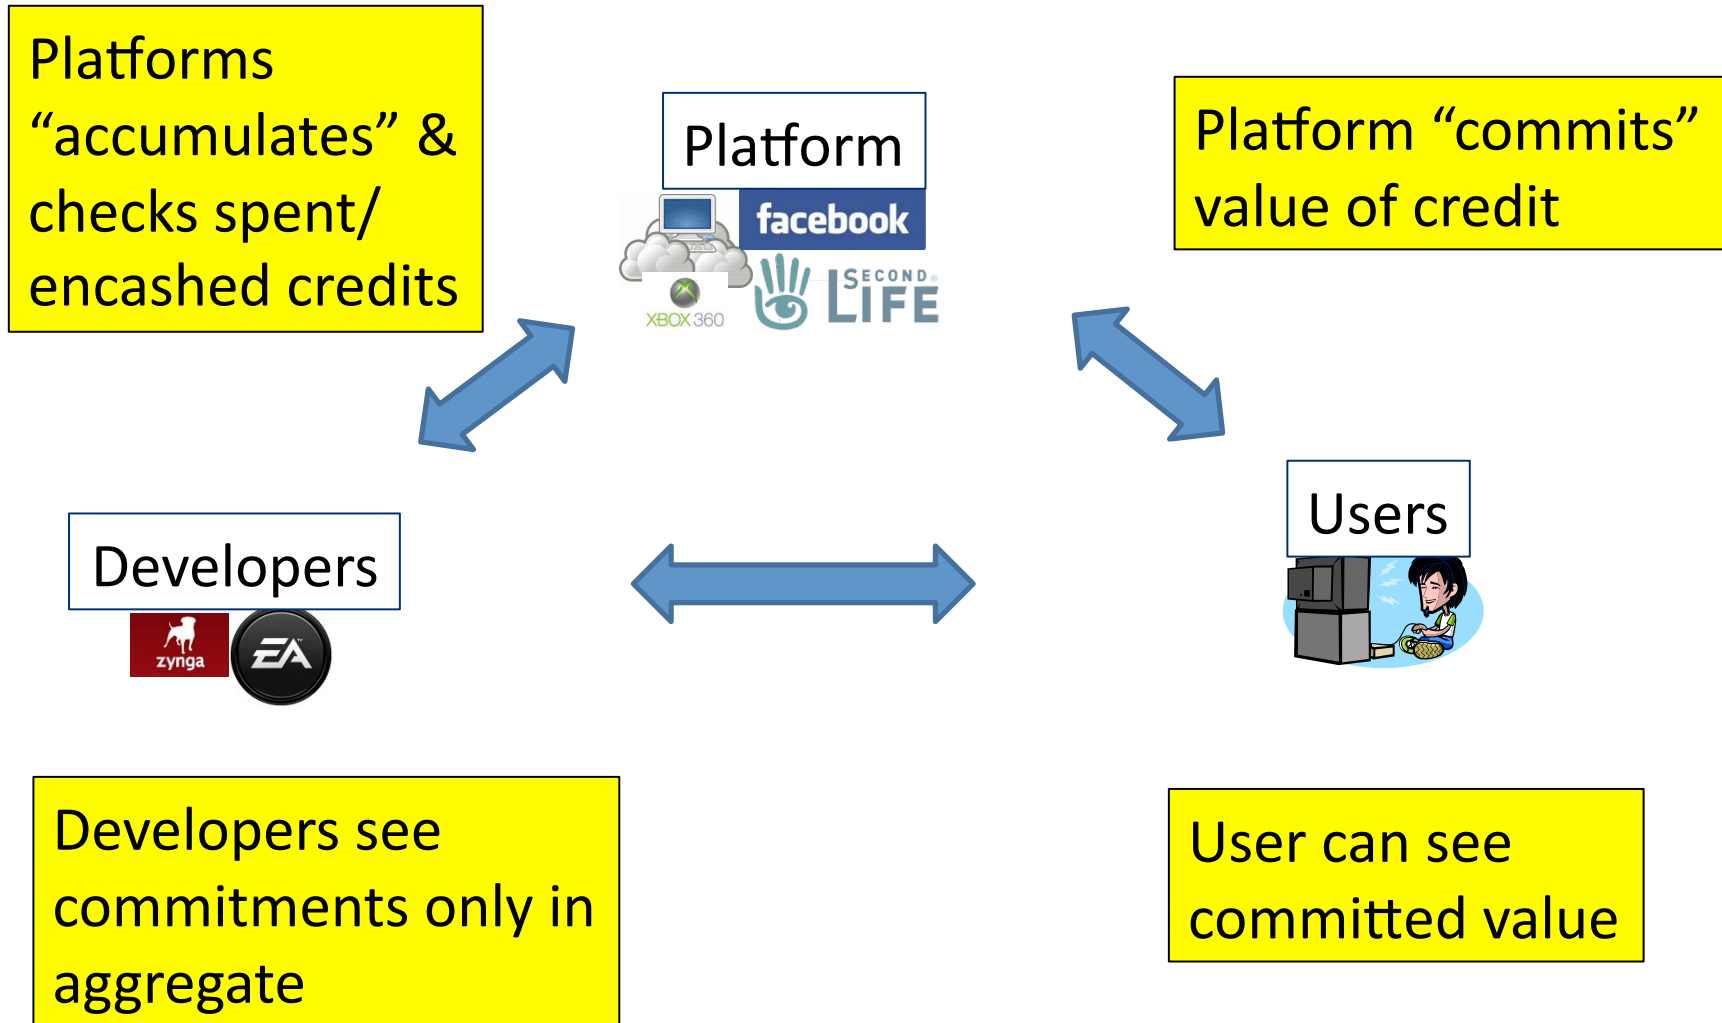 Platforms
“accumulates” &
checks spent/
encashed credits
Platform
facebook
SECOND
LIFE
XBOX 360
Platform “commits”
value of credit
Developers
zynga
EA
Users
Developers see
commitments only in
aggregate
User can see
committed value